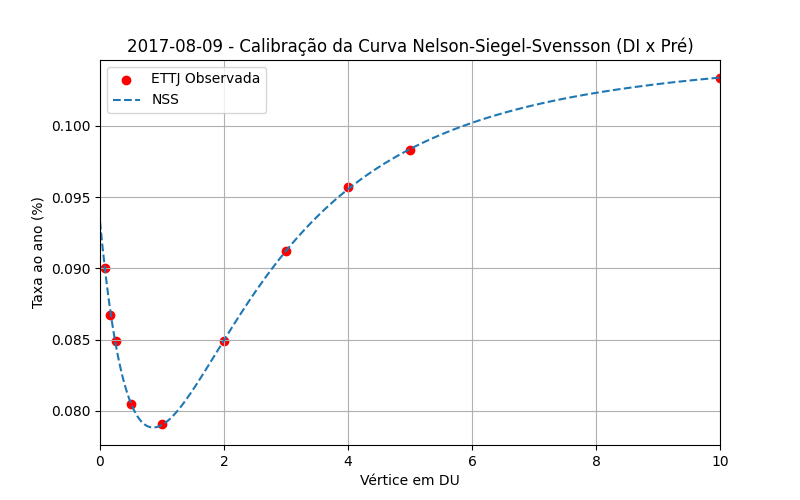 2017-08-09 - Calibração da Curva Nelson-Siegel-Svensson (DI x Pré)
ETTJ Observada
NSS
Taxa ao ano (%)
0.100
0.095
0.090
0.085
0.080
0 2 4 6 8 10
Vértice em DU